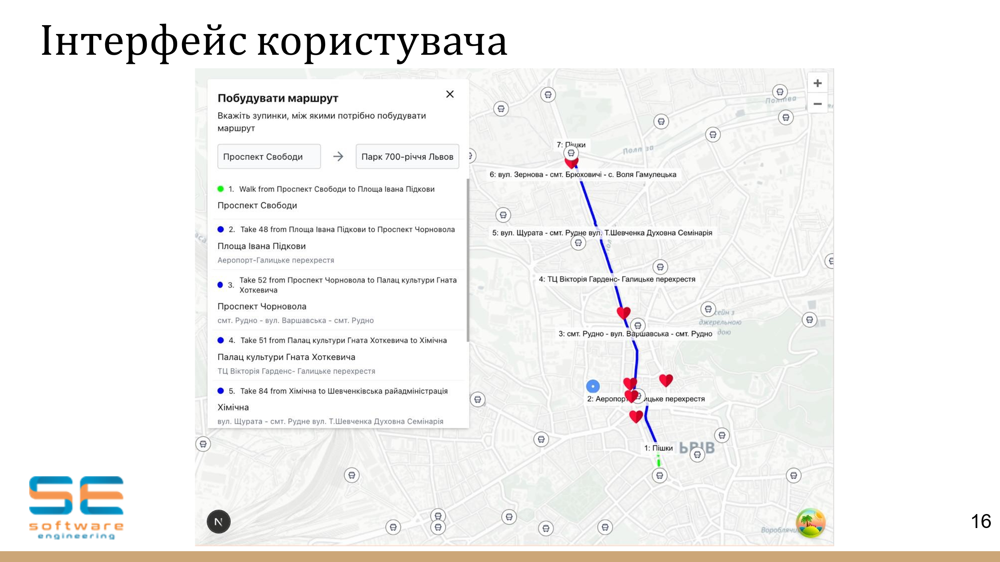 Інтерфейс користувача
Побудувати маршрут
Вкажіть зупинки, між якими потрібно побудувати
маршрут
Проспект Свободи
Парк 700-річчя Львов
1. Walk from Проспект Свободи to Площа Івана Підкови
Проспект Свободи
2. Take 48 from Площа Івана Підкови to Проспект Чорновола
Площа Івана Підкови
Аеропорт-Галицьке перехрестя
3. Take 52 from Проспект Чорновола to Палац культури Гната
Хоткевича
Проспект Чорновола
смт. Рудно - вул. Варшавська - смт. Рудно
4. Take 51 from Палац культури Гната Хоткевича to Хімічна
Палац культури Гната Хоткевича
ТЦ Вікторія Гарденс- Галицьке перехрестя
5. Take 84 from Хімічна to Шевченківська райадміністрація
Хімічна
вул. Щурата - смт. Рудне вул. Т.Шевченка Духовна Семінарія
+
−
Полтва
7: Пішки
Полтва
6: вул. Зернова - смт. Брюховичі - с. Воля Гамулецька
5: вул. Щурата - смт. Рудне вул. Т.Шевченка Духовна Семінарія
4: ТЦ Вікторія Гарденс- Галицьке перехрестя
джерельною
3: смт. Рудно - вул. Варшавська - смт. Рудно
дою
2: Аеропор ицьке перехрестя
1: Пішки
ЬВІВ
N
SE
software
engineering
16